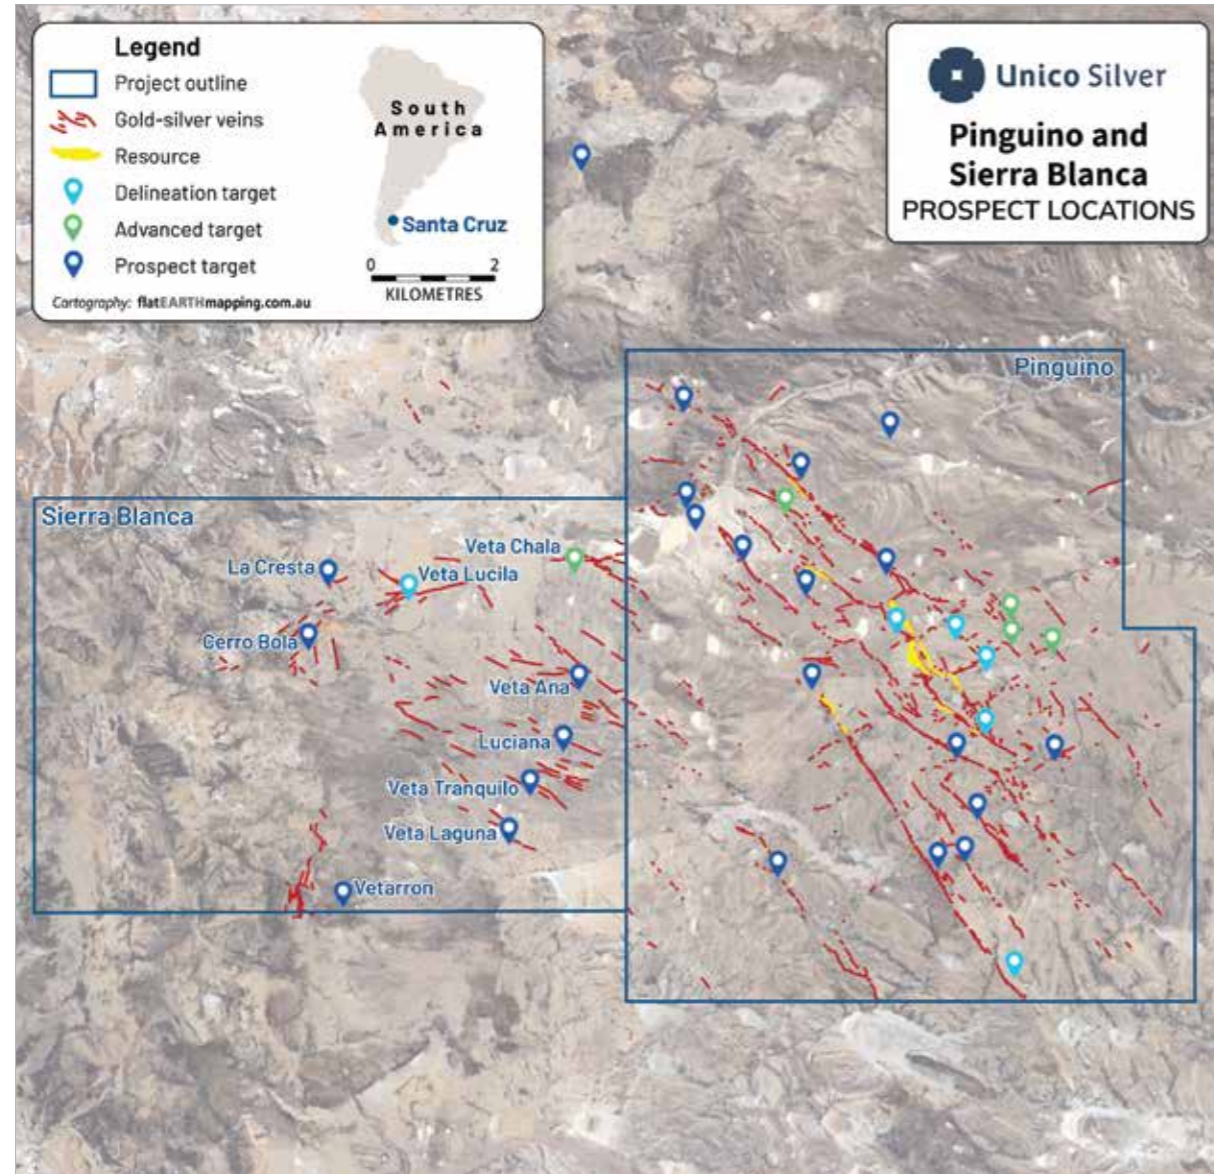 Legend
Project outline
Gold-silver veins
Resource
Delineation target
Advanced target
Prospect target
Cartography: flatEARTHmapping.com.au
South
America
Santa Cruz
0 2
KILOMETRES
Unico Silver
Pinguino and
Sierra Blanca
PROSPECT LOCATIONS
Pinguino
Sierra Blanca
Veta Chala
La Cresta
Veta Lucila
Cerro Bola
Veta Ana
Luciana
Veta Tranquilo
Veta Laguna
Vetarron